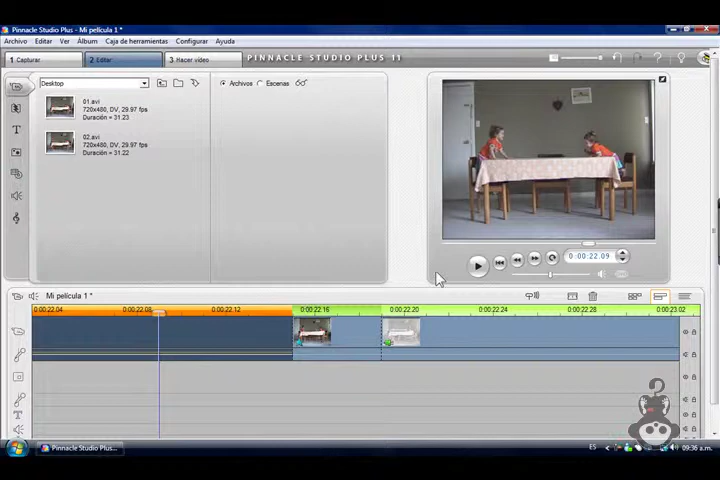 Pinnacle Studio Plus - Mi película 1 *
Archivo Editar Ver Álbum Caja de herramientas Configurar Ayuda
1 Capturar 2 Editar 3 Hacer vídeo PINNACLE STUDIO PLUS 11
Desktop Archivos Escenas
01.avi
720x480, DV, 29.97 fps
Duración = 31.23
02.avi
720x480, DV, 29.97 fps
Duración = 31.22
0:00:22.09
Mi película 1 *
0:00:22.04 0:00:22.08 0:00:22.12 0:00:22.16 0:00:22.20 0:00:22.24 0:00:23.02
Pinnacle Studio Plus... ES 09:36 a.m.